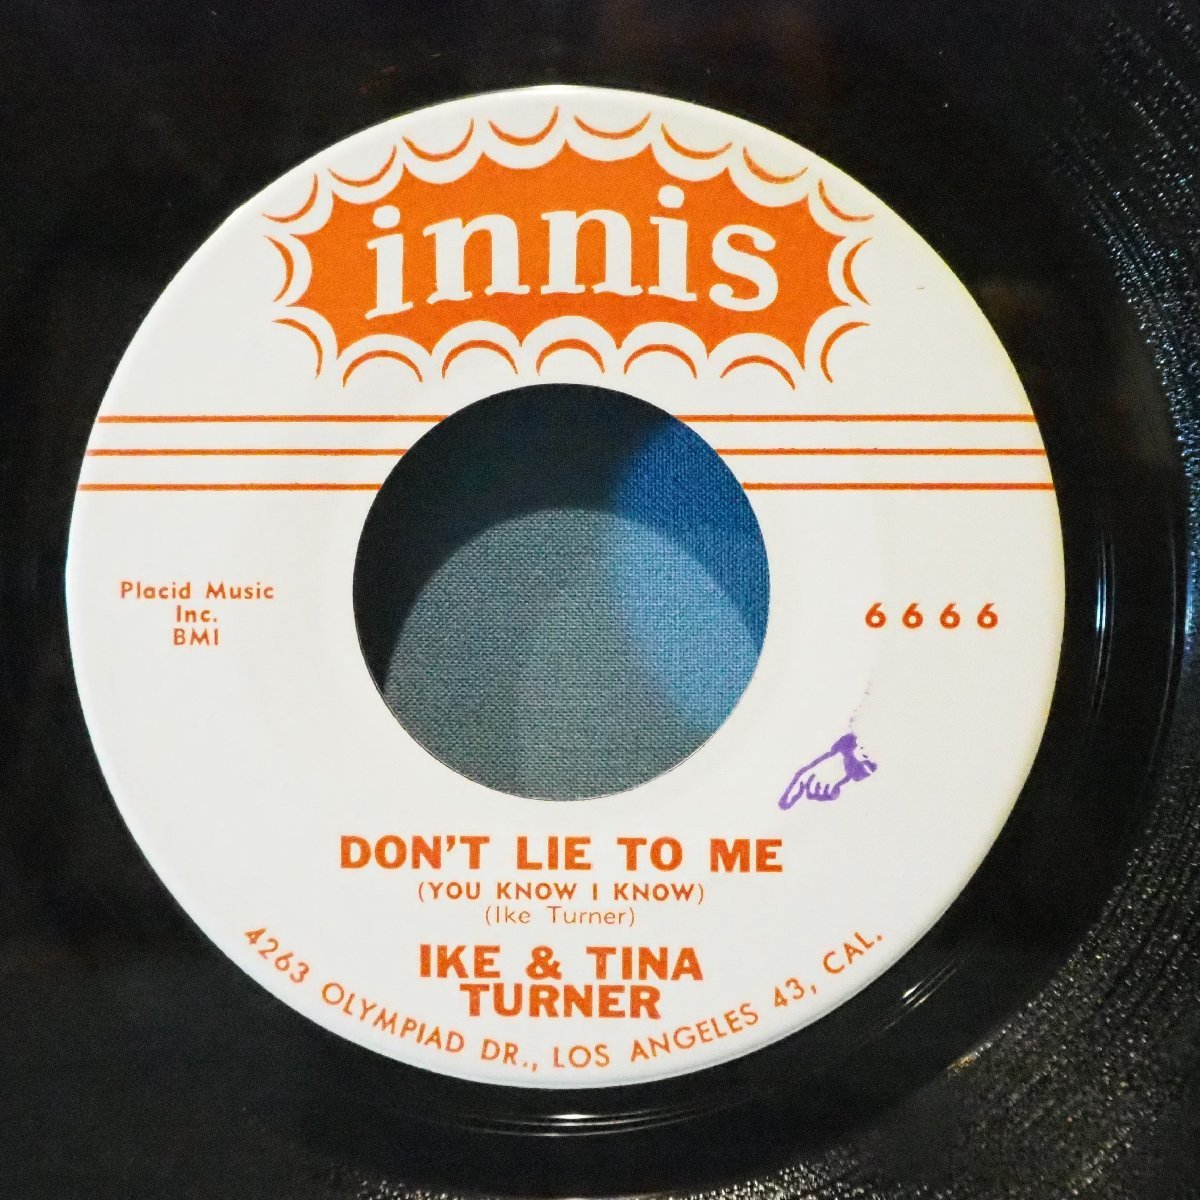 innis
Placid Music
Inc.
BMI
6666
DON'T LIE TO ME
(YOU KNOW I KNOW)
(Ike Turner)
IKE & TINA
TURNER
4263 OLYMPIAD DR., LOS ANGELES 43, CAL.